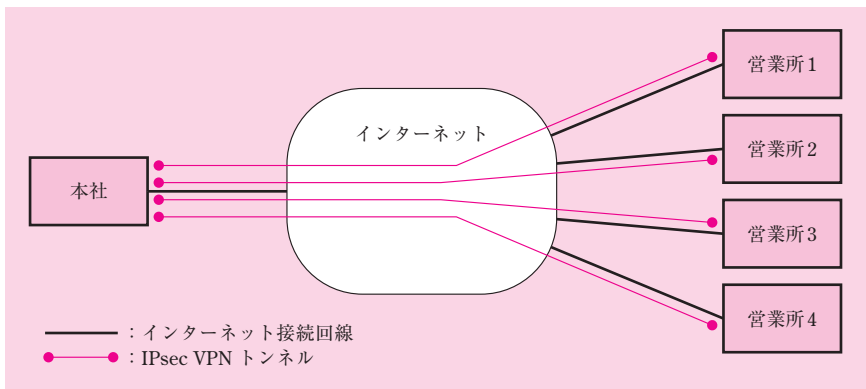 営業所1
インターネット
営業所2
本社
営業所3
営業所4
：インターネット接続回線
：IPsec VPN トンネル